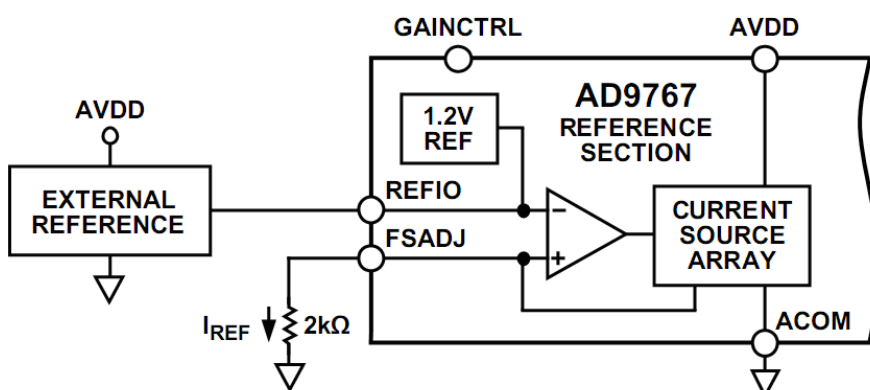 GAINCTRL
AVDD
AVDD
1.2V
REF
AD9767
REFERENCE
SECTION
EXTERNAL
REFERENCE
REFIO
FSADJ
−
+
CURRENT
SOURCE
ARRAY
IREF
2kΩ
ACOM